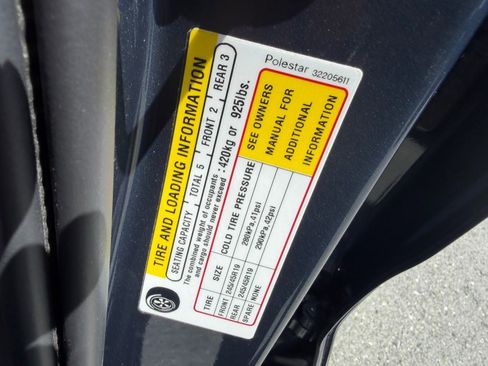 TIRE AND LOADING INFORMATION
SEATING CAPACITY TOTAL 5 FRONT 2 REAR 3
The combined weight of occupants
and cargo should never exceed :420kg or 925lbs.
TIRE SIZE COLD TIRE PRESSURE
FRONT 245/45R19 280kPa,41psi
REAR 245/45R19 290kPa,42psi
SPARE NONE
SEE OWNERS
MANUAL FOR
ADDITIONAL
INFORMATION
Polestar 32205611